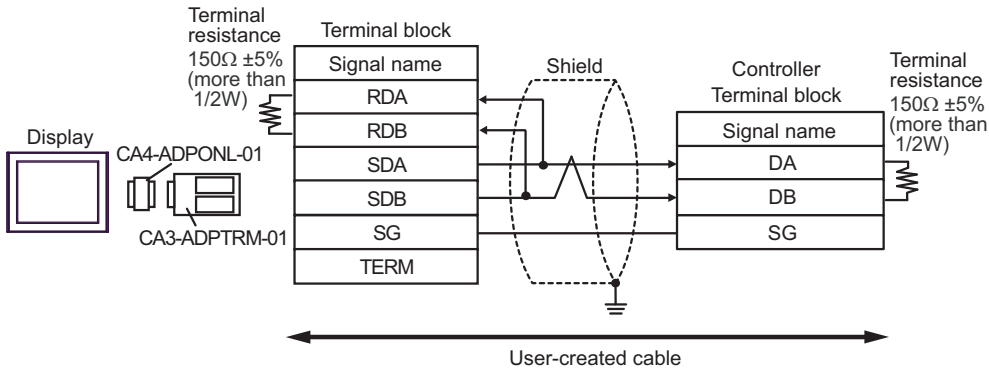 Terminal
resistance
150Ω ±5%
(more than
1/2W)
Terminal block
Signal name
RDA
RDB
SDA
SDB
SG
TERM
Display
CA4-ADPONL-01
CA3-ADPTRM-01
Shield
Controller
Terminal block
Signal name
DA
DB
SG
Terminal
resistance
150Ω ±5%
(more than
1/2W)
User-created cable